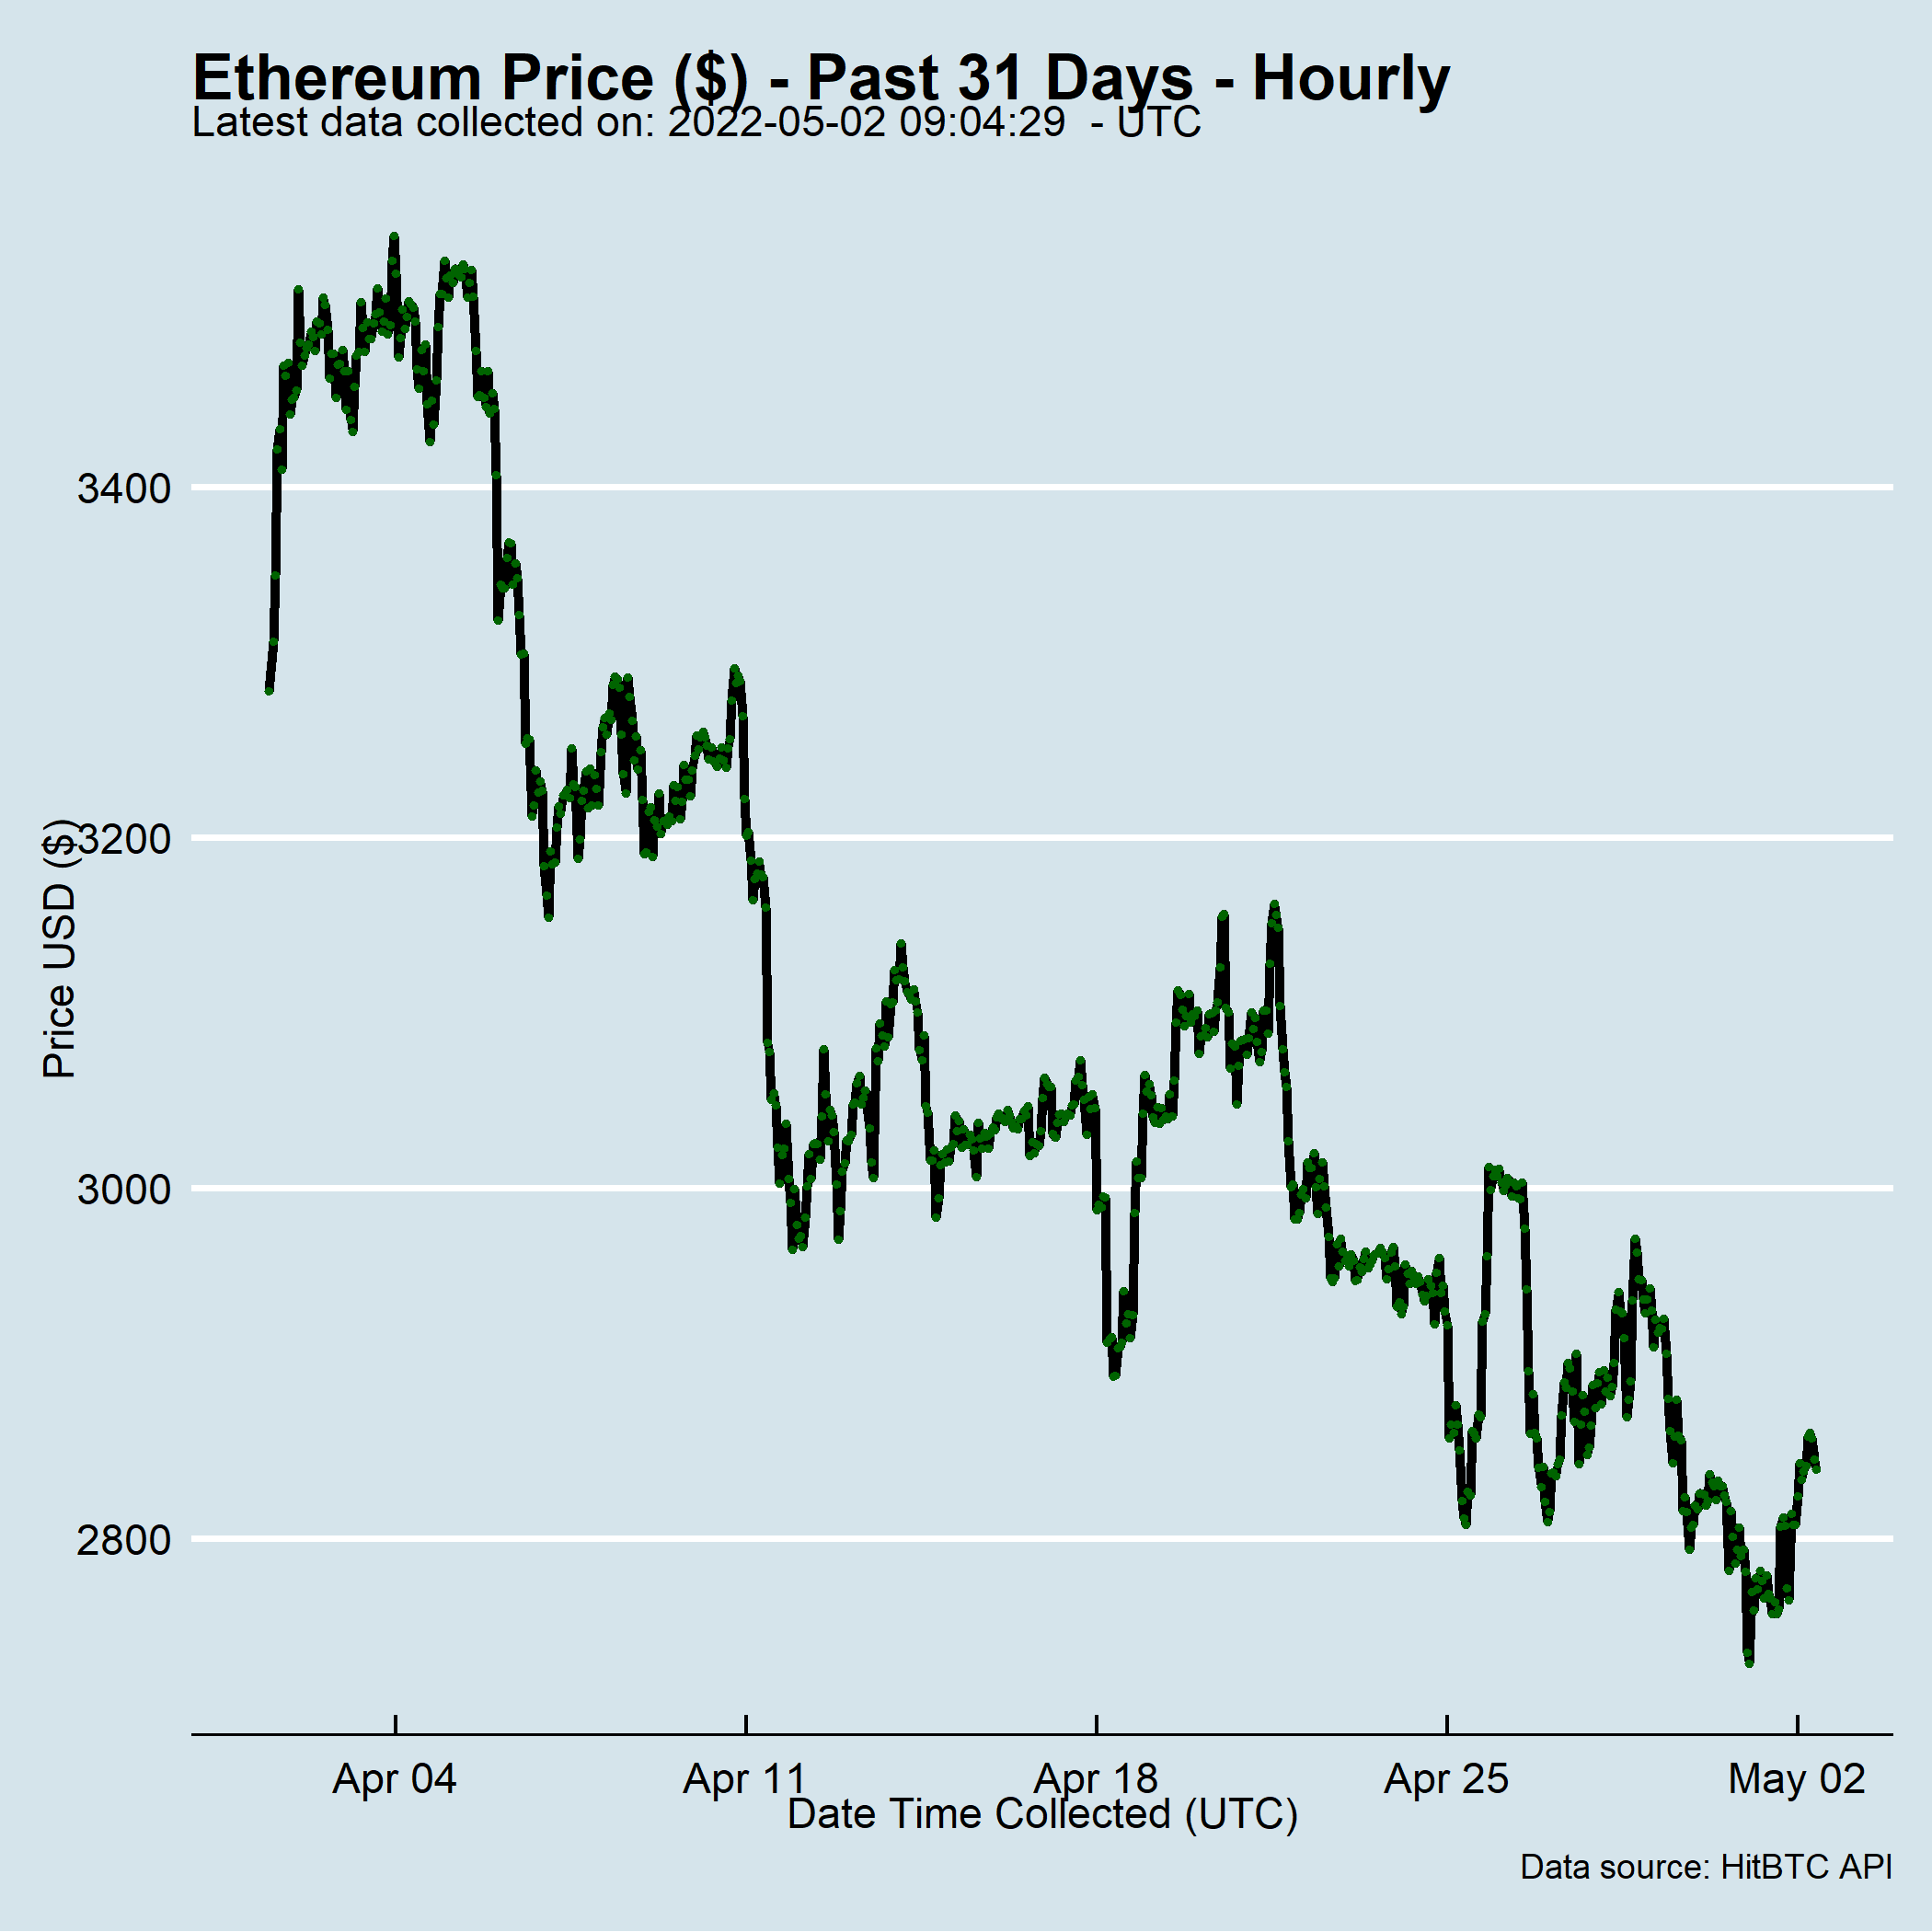 Ethereum Price ($) - Past 31 Days - Hourly
Latest data collected on: 2022-05-02 09:04:29  - UTC
3400
3200
3000
2800
Price USD ($)
Apr 04
Apr 11
Apr 18
Apr 25
May 02
Date Time Collected (UTC)
Data source: HitBTC API